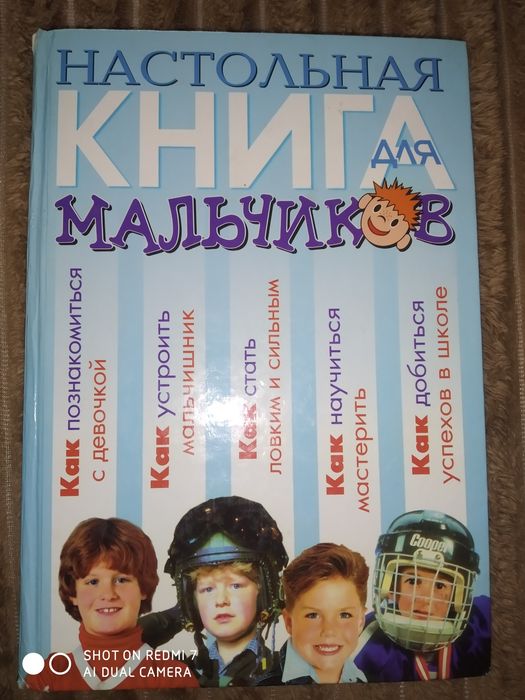 НАСТОЛЬНАЯ
КНИГА
ДЛЯ
МАЛЬЧИКОВ
Как познакомиться
с девочкой
Как устроить
мальчишник
Как стать
ловким и сильным
Как научиться
мастерить
Как добиться
успехов в школе
Cooper
SHOT ON REDMI 7
AI DUAL CAMERA